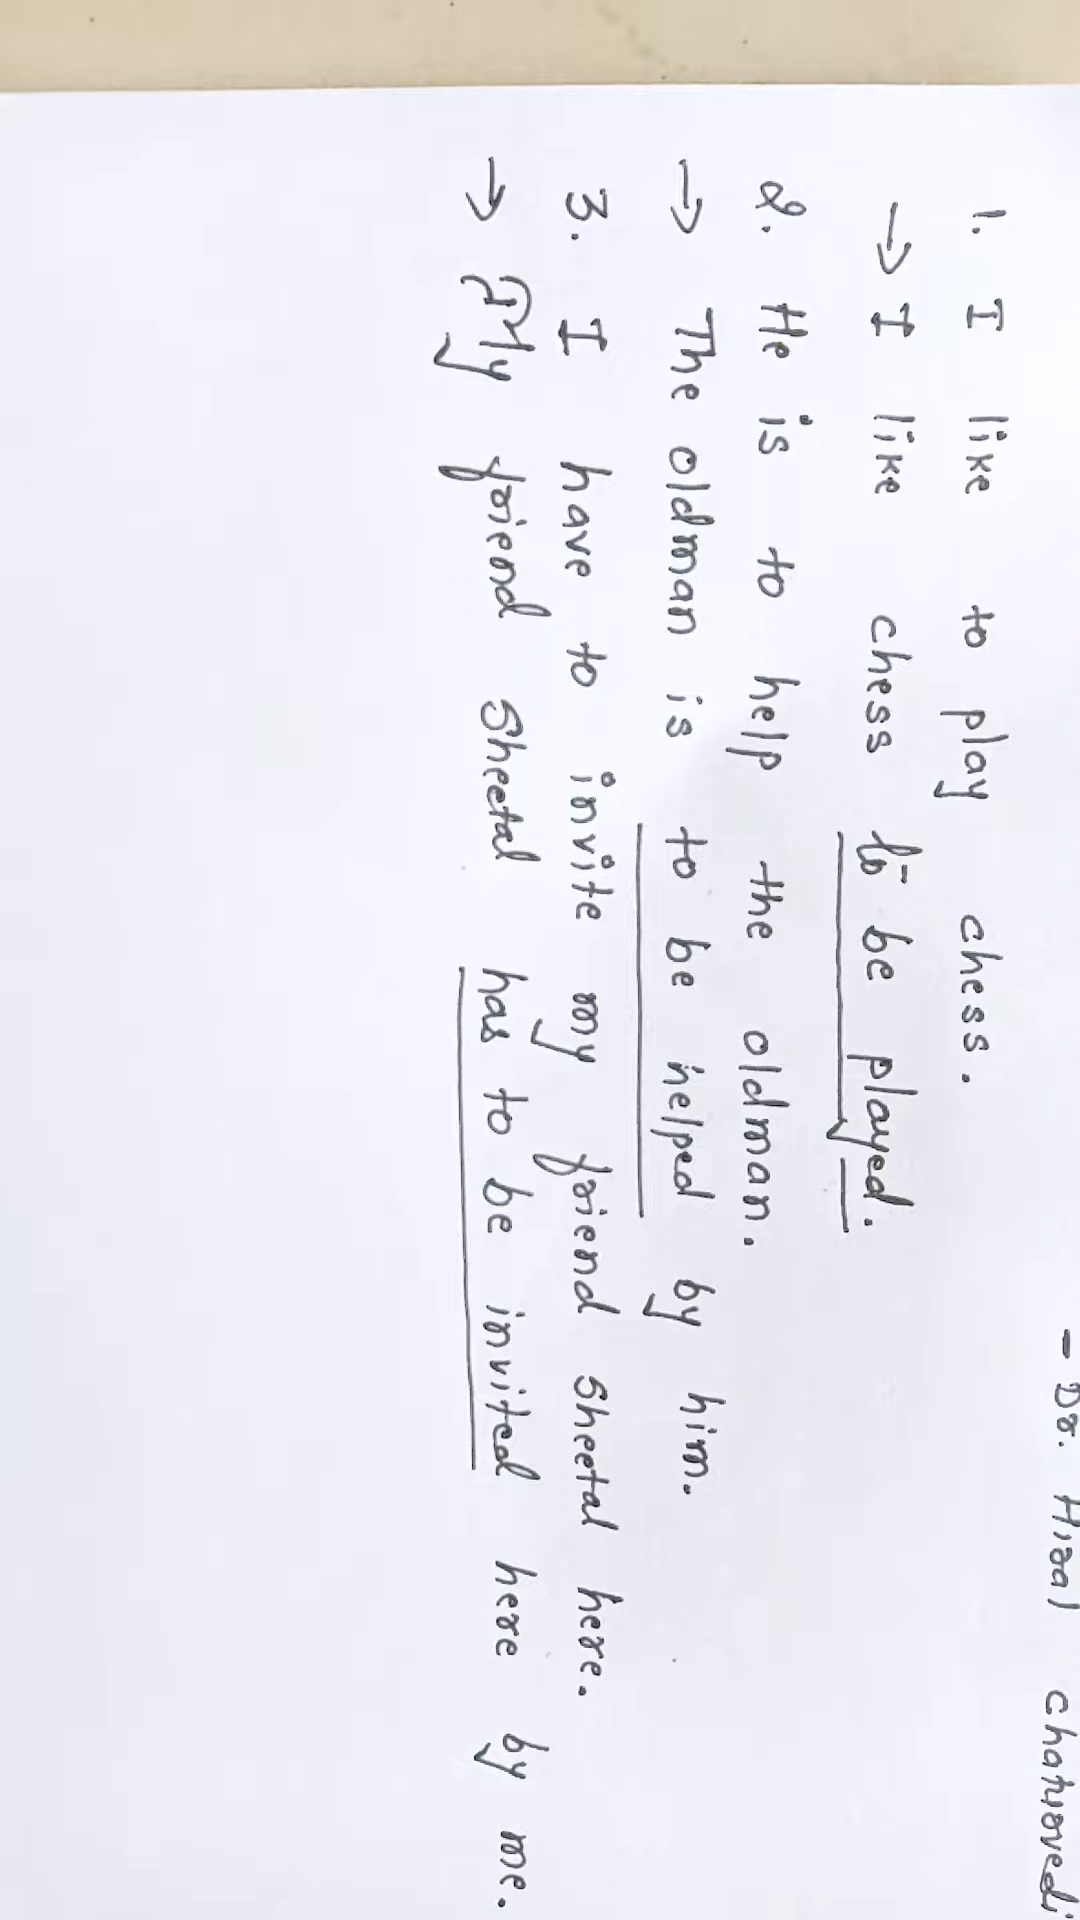 - Dr. Hiral Chaturvedi
1. I like to play chess.
→ I like chess to be played.
2. He is to help the oldman.
→ The oldman is to be helped by him.
3. I have to invite my friend Sheetal here.
→ My friend Sheetal has to be invited here by me.